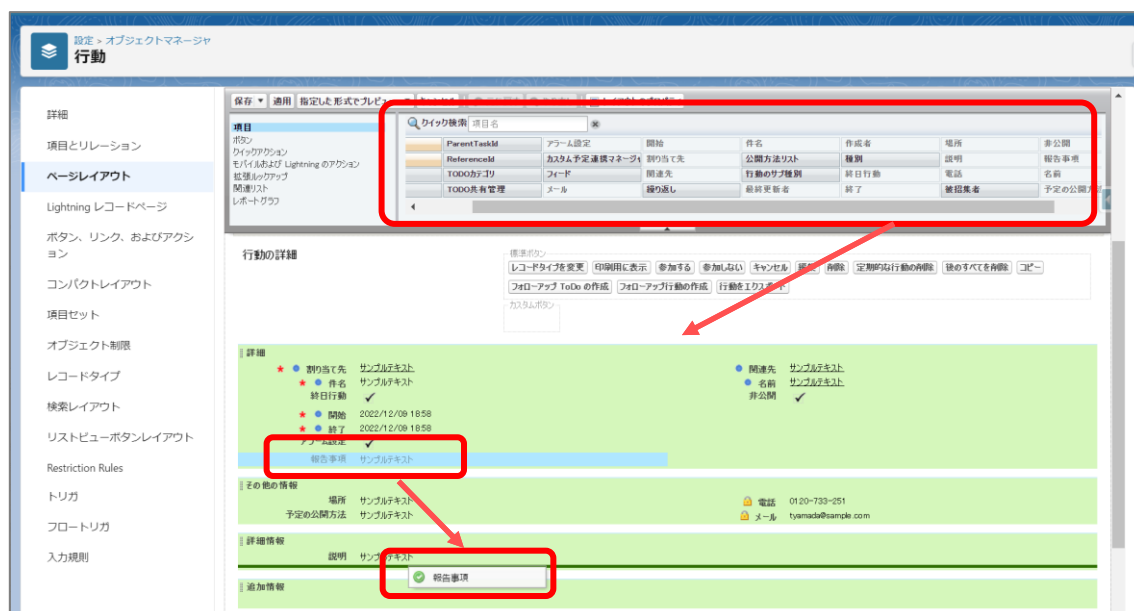 設定 > オブジェクトマネージャ
行動
詳細
項目とリレーション
ページレイアウト
Lightning レコードページ
ボタン、リンク、およびアクション
コンパクトレイアウト
項目セット
オブジェクト制限
レコードタイプ
検索レイアウト
リストビューボタンレイアウト
Restriction Rules
トリガ
フロートリガ
入力規則
保存 ▼ 適用 指定した形式でプレビュー
項目
ボタン
クイックアクション
モバイルおよび Lightning のアクション
拡張ルックアップ
関連リスト
レポートグラフ
クイック検索 項目名
ParentTaskId アラーム設定 開始 件名 作成者 場所 非公開
ReferenceId カスタム予定連携マネージャ 割り当て先 公開方法リスト 種別 説明 報告事項
TODOカテゴリ フィード 関連先 行動のサブ種別 終日行動 電話 名前
TODO共有管理 メール 繰り返し 最終更新者 終了 被招集者 予定の公開方法
行動の詳細
標準ボタン
レコードタイプを変更 印刷用に表示 参加する 参加しない キャンセル 編集 削除 定期的な行動の削除 後のすべてを削除 コピー
フォローアップ ToDo の作成 フォローアップ行動の作成 行動をエクスポート
カスタムボタン
詳細
割り当て先 サンプルテキスト 関連先 サンプルテキスト
件名 サンプルテキスト 名前 サンプルテキスト
終日行動 ✓ 非公開 ✓
開始 2022/12/09 18:58
終了 2022/12/09 18:58
アラーム設定 ✓
報告事項 サンプルテキスト
その他の情報
場所 サンプルテキスト 電話 0120-733-251
予定の公開方法 サンプルテキスト メール tyamada@sample.com
詳細情報
説明 サンプルテキスト
報告事項
追加情報